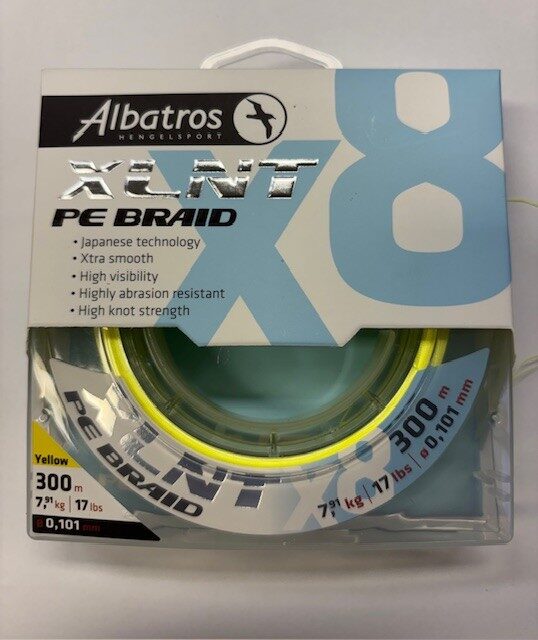 Albatros
HENGELSPORT
X8
XLNT
PE BRAID
• Japanese technology
• Xtra smooth
• High visibility
• Highly abrasion resistant
• High knot strength
XLNT X8
PE BRAID
300 m
7,91 kg | 17 lbs | ø 0,101 mm
Yellow
300 m
7,91 kg | 17 lbs
ø 0,101 mm